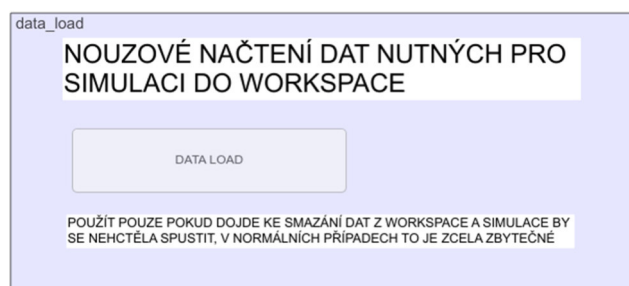 data_load
NOUZOVÉ NAČTENÍ DAT NUTNÝCH PRO
SIMULACI DO WORKSPACE
DATA LOAD
POUŽÍT POUZE POKUD DOJDE KE SMAZÁNÍ DAT Z WORKSPACE A SIMULACE BY
SE NEHCTĚLA SPUSTIT, V NORMÁLNÍCH PŘÍPADECH TO JE ZCELA ZBYTEČNÉ